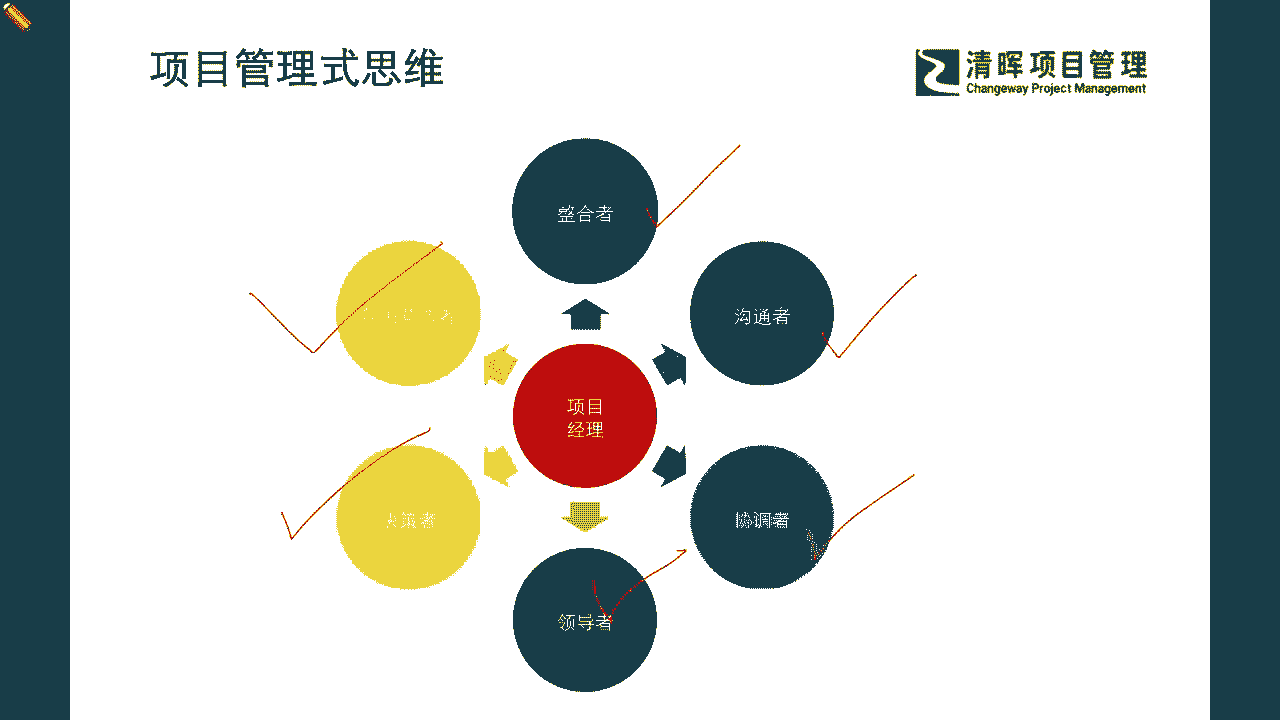 项目管理式思维
清晖项目管理
Changeway Project Management
整合者
沟通者
项目
经理
决策者
协调者
领导者